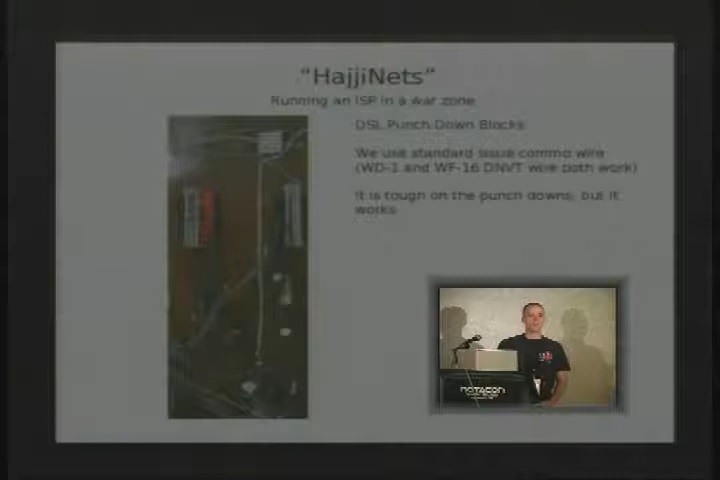 "HajjiNets"
Running an ISP in a war zone
DSL Punch Down Blocks
We use standard issue commo wire
(WD-1 and WF-16 DNVT wire both work)
It is tough on the punch downs, but it
works
NOTACON